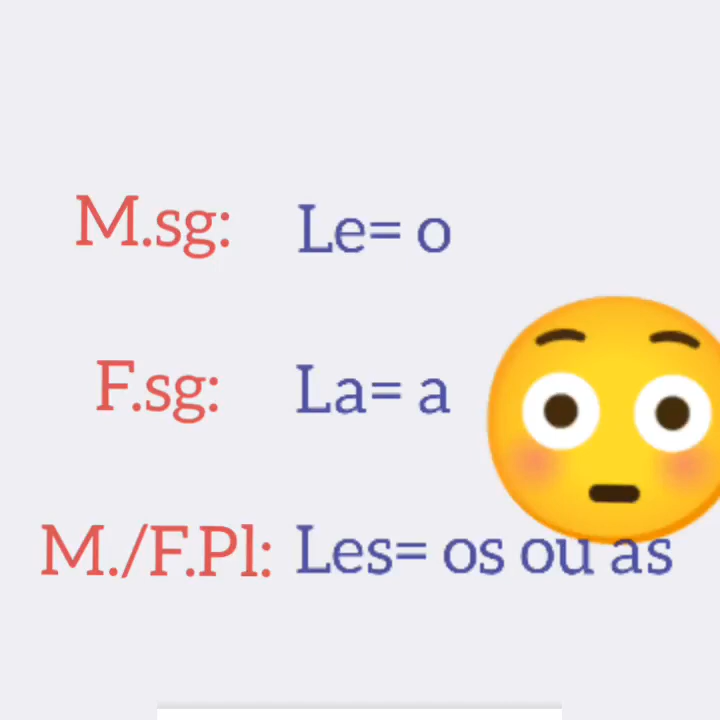 M.sg: Le= o
F.sg: La= a
M./F.Pl: Les= os ou as